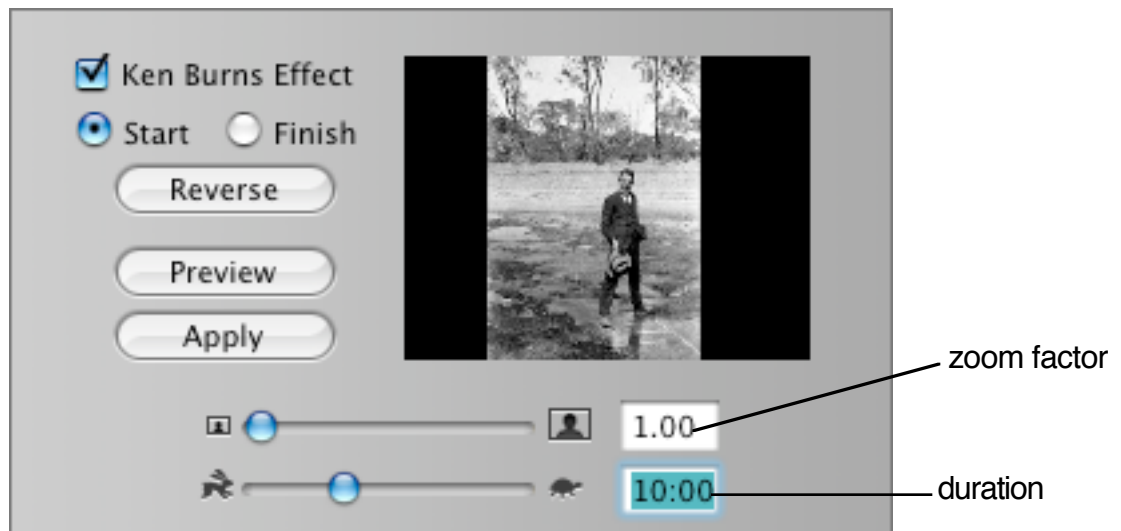 Ken Burns Effect
Start Finish
Reverse
Preview
Apply
zoom factor
1.00
10:00
duration